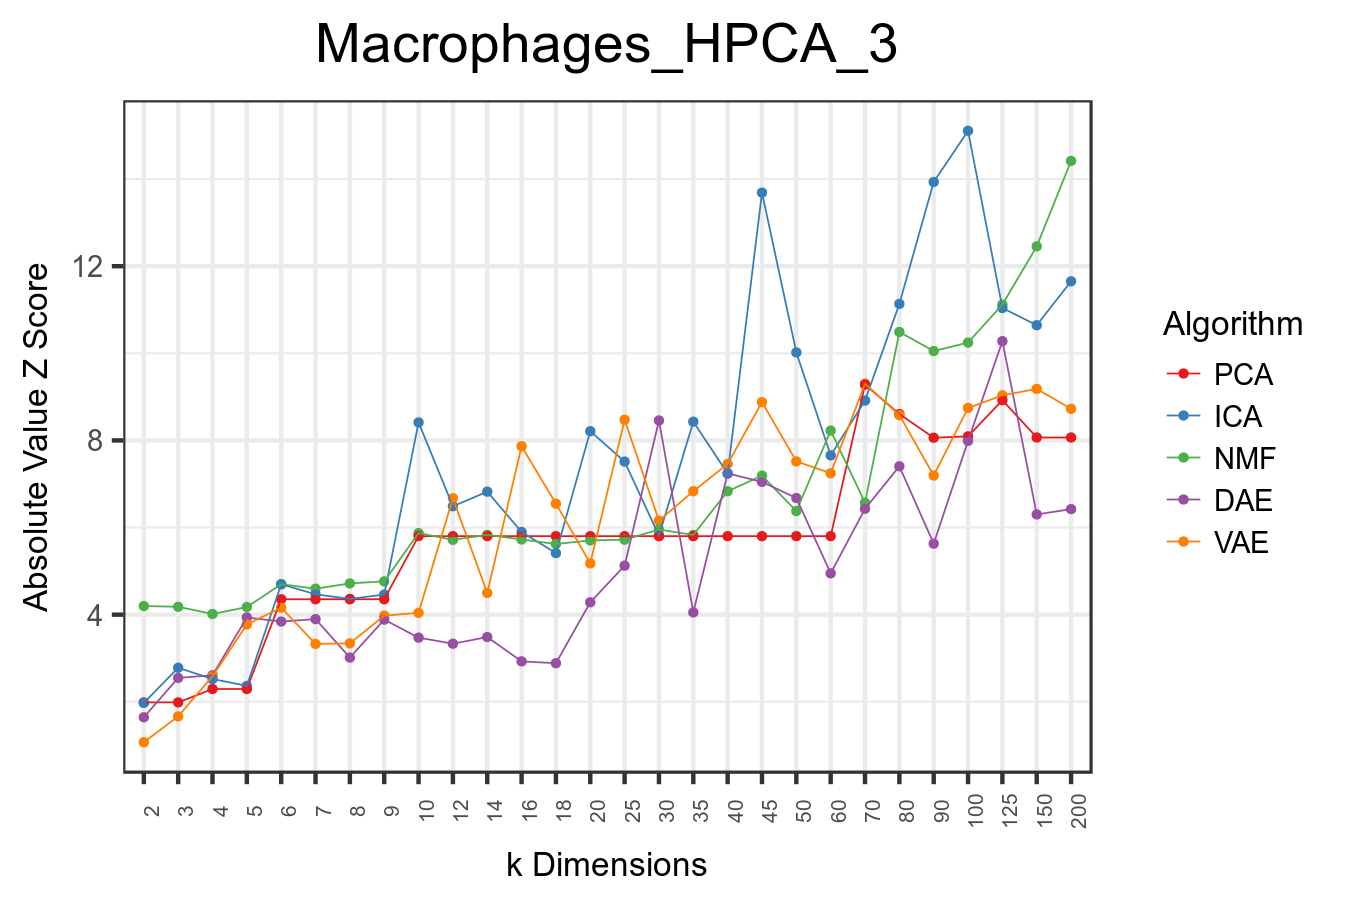 Macrophages_HPCA_3
Absolute Value Z Score
12
8
4
2 3 4 5 6 7 8 9 10 12 14 16 18 20 25 30 35 40 45 50 60 70 80 90 100 125 150 200
k Dimensions
Algorithm
PCA
ICA
NMF
DAE
VAE